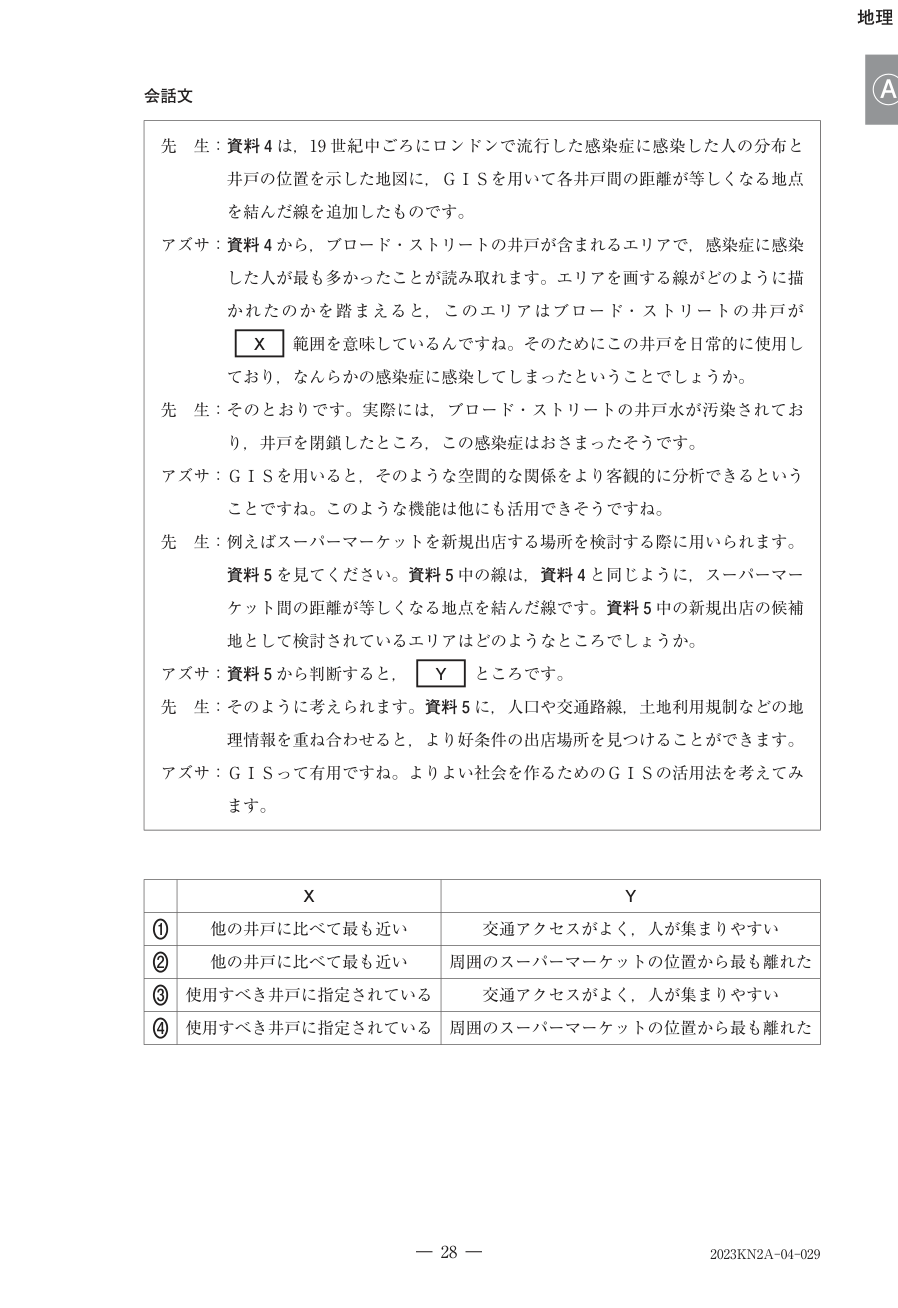 地理
Ⓐ
会話文
先　生：資料4は，19世紀中ごろにロンドンで流行した感染症に感染した人の分布と
井戸の位置を示した地図に，ＧＩＳを用いて各井戸間の距離が等しくなる地点
を結んだ線を追加したものです。
アズサ：資料4から，ブロード・ストリートの井戸が含まれるエリアで，感染症に感染
した人が最も多かったことが読み取れます。エリアを画する線がどのように描
かれたのかを踏まえると，このエリアはブロード・ストリートの井戸が
X 範囲を意味しているんですね。そのためにこの井戸を日常的に使用し
ており，なんらかの感染症に感染してしまったということでしょうか。
先　生：そのとおりです。実際には，ブロード・ストリートの井戸水が汚染されてお
り，井戸を閉鎖したところ，この感染症はおさまったそうです。
アズサ：ＧＩＳを用いると，そのような空間的な関係をより客観的に分析できるという
ことですね。このような機能は他にも活用できそうですね。
先　生：例えばスーパーマーケットを新規出店する場所を検討する際に用いられます。
資料5を見てください。資料5中の線は，資料4と同じように，スーパーマー
ケット間の距離が等しくなる地点を結んだ線です。資料5中の新規出店の候補
地として検討されているエリアはどのようなところでしょうか。
アズサ：資料5から判断すると， Y ところです。
先　生：そのように考えられます。資料5に，人口や交通路線，土地利用規制などの地
理情報を重ね合わせると，より好条件の出店場所を見つけることができます。
アズサ：ＧＩＳって有用ですね。よりよい社会を作るためのＧＩＳの活用法を考えてみ
ます。
X Y
① 他の井戸に比べて最も近い 交通アクセスがよく，人が集まりやすい
② 他の井戸に比べて最も近い 周囲のスーパーマーケットの位置から最も離れた
③ 使用すべき井戸に指定されている 交通アクセスがよく，人が集まりやすい
④ 使用すべき井戸に指定されている 周囲のスーパーマーケットの位置から最も離れた
— 28 —
2023KN2A-04-029